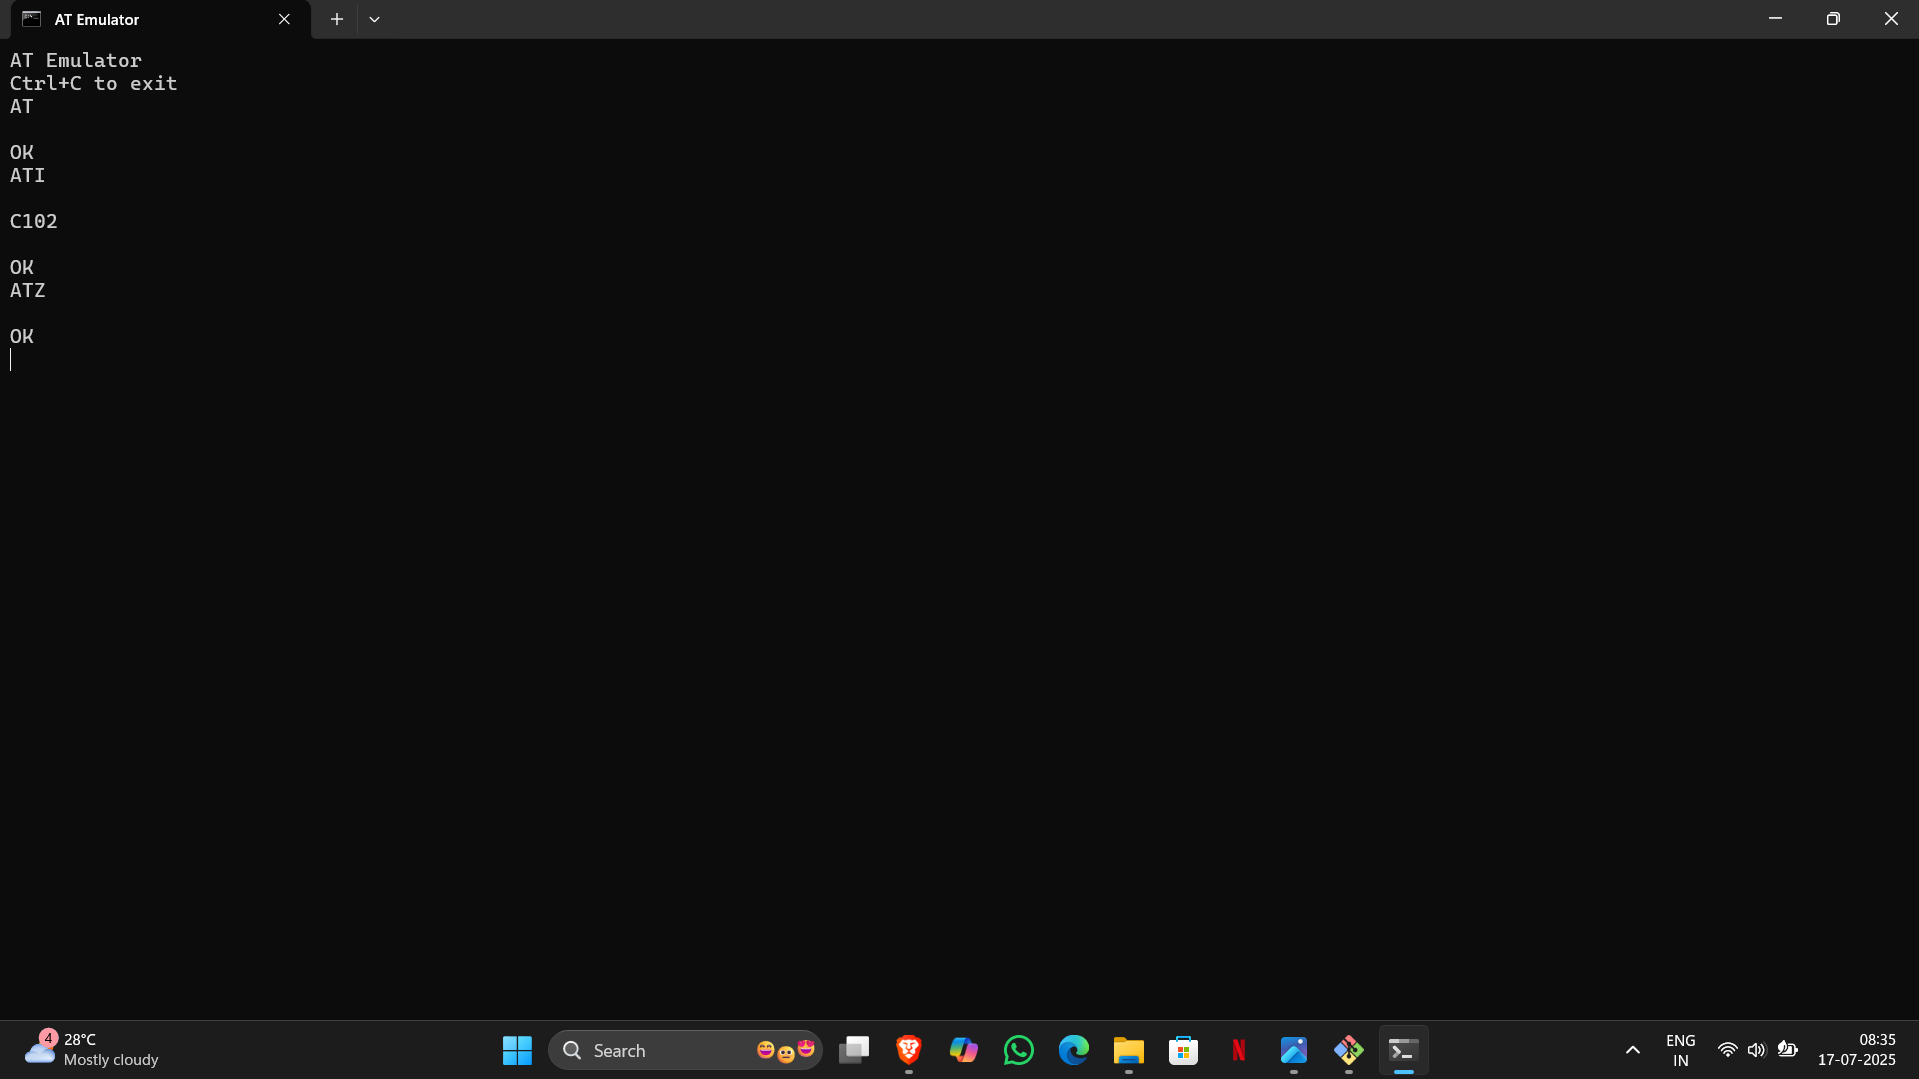 AT Emulator
AT Emulator
Ctrl+C to exit
AT
OK
ATI
C102
OK
ATZ
OK
4
28°C
Mostly cloudy
Search
N
ENG
IN
08:35
17-07-2025